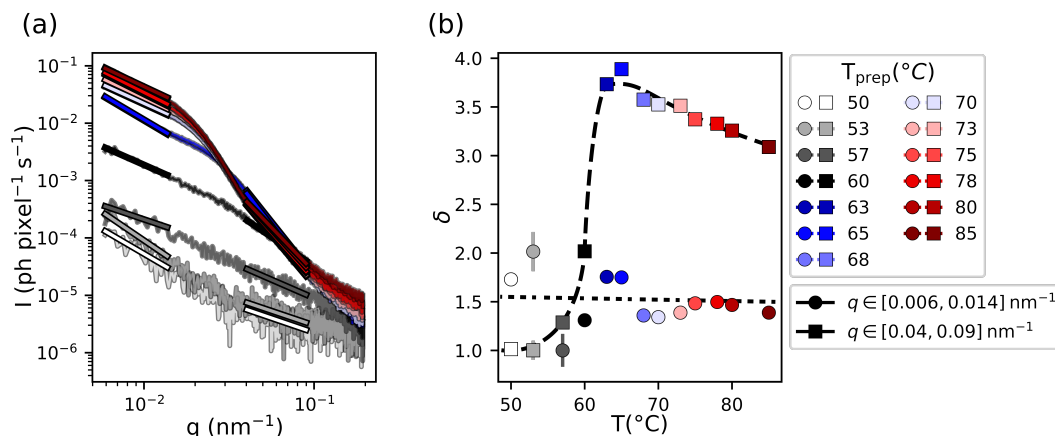 (a)
10⁻¹
10⁻²
10⁻³
10⁻⁴
10⁻⁵
10⁻⁶
I (ph pixel⁻¹ s⁻¹)
10⁻² 10⁻¹
q (nm⁻¹)
(b)
4.0
3.5
3.0
2.5
2.0
1.5
1.0
δ
50 60 70 80
T(°C)
T_prep(°C)
50 70
53 73
57 75
60 78
63 80
65 85
68
q ∈ [0.006, 0.014] nm⁻¹
q ∈ [0.04, 0.09] nm⁻¹